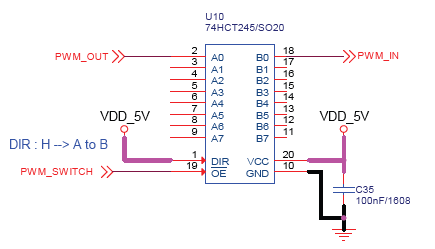 U10
74HCT245/SO20
PWM_OUT 2 A0 B0 18 PWM_IN
3 A1 B1 17
4 A2 B2 16
5 A3 B3 15
6 A4 B4 14
7 A5 B5 13
8 A6 B6 12
9 A7 B7 11
VDD_5V VDD_5V
DIR : H --> A to B
1 DIR VCC 20
PWM_SWITCH 19 OE GND 10
C35
100nF/1608